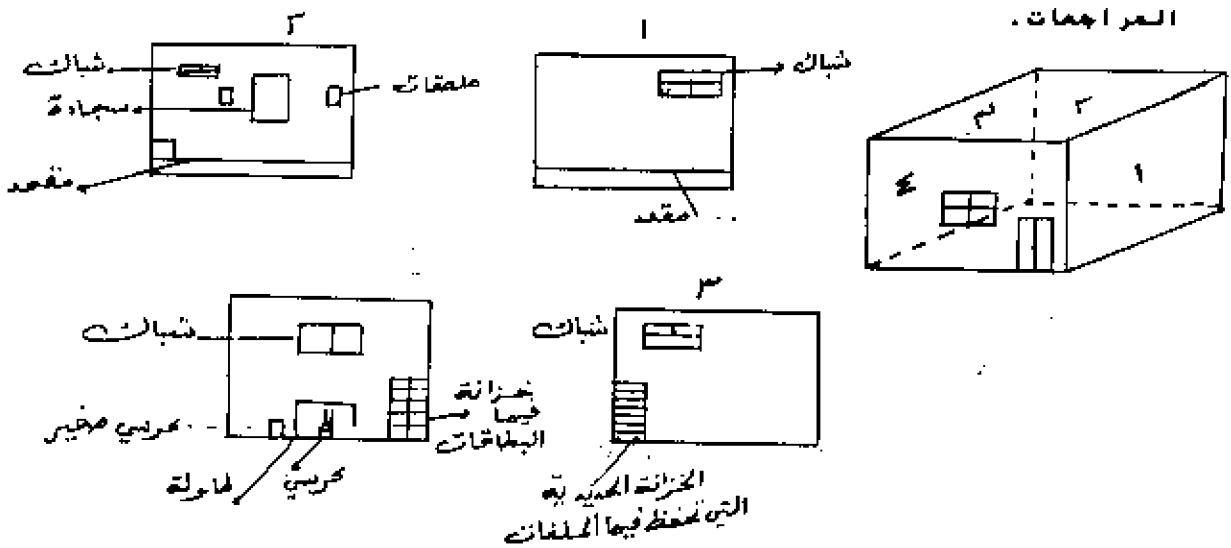 المراجعات.
١
شباك
مقعد
٢
شباك
سجادة
ملصقات
مقعد
١
٢
٣
٤
٣
شباك
الخزانة الحديدية
التي تحفظ فيها الملفات
شباك
خزانة
فيها
البطاقات
كرسي صغير
طاولة
كرسي